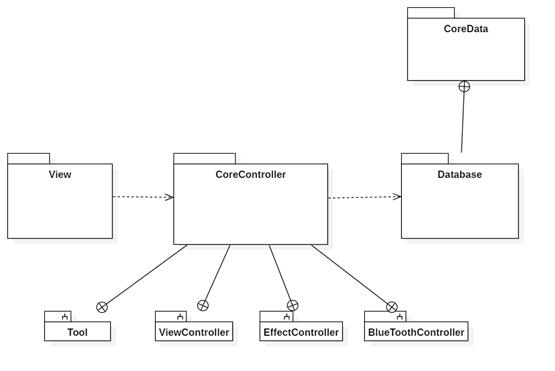 CoreData
View
CoreController
Database
Tool
ViewController
EffectController
BlueToothController